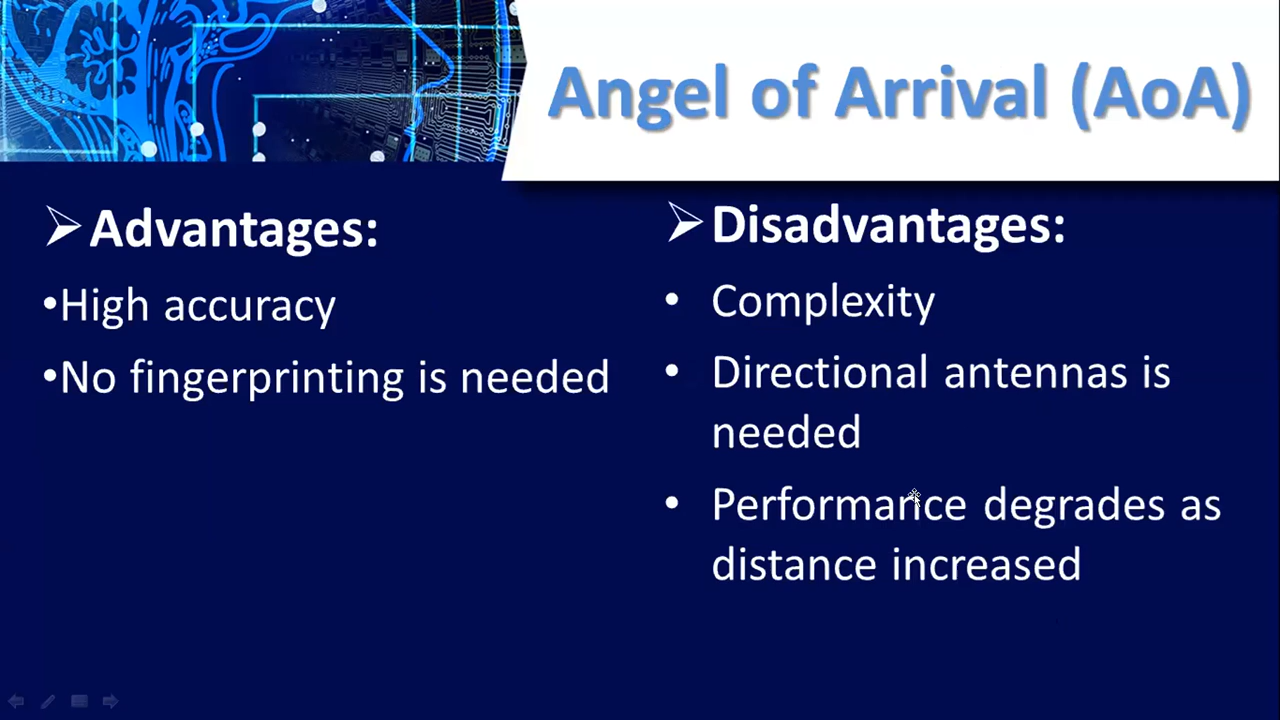 Angel of Arrival (AoA)
➢Advantages:
•High accuracy
•No fingerprinting is needed
➢Disadvantages:
• Complexity
• Directional antennas is
needed
• Performance degrades as
distance increased